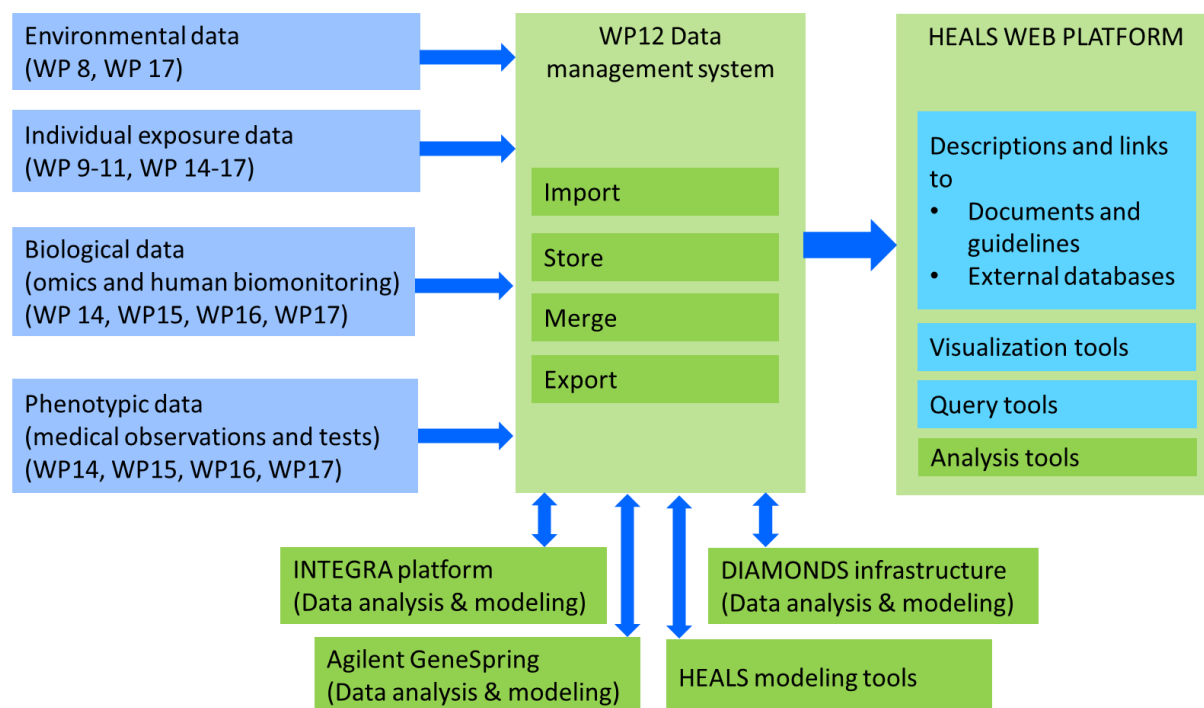 Environmental data
(WP 8, WP 17)
Individual exposure data
(WP 9-11, WP 14-17)
Biological data
(omics and human biomonitoring)
(WP 14, WP15, WP16, WP17)
Phenotypic data
(medical observations and tests)
(WP14, WP15, WP16, WP17)
WP12 Data
management system
Import
Store
Merge
Export
HEALS WEB PLATFORM
Descriptions and links
to
• Documents and
guidelines
• External databases
Visualization tools
Query tools
Analysis tools
INTEGRA platform
(Data analysis & modeling)
DIAMONDS infrastructure
(Data analysis & modeling)
Agilent GeneSpring
(Data analysis & modeling)
HEALS modeling tools